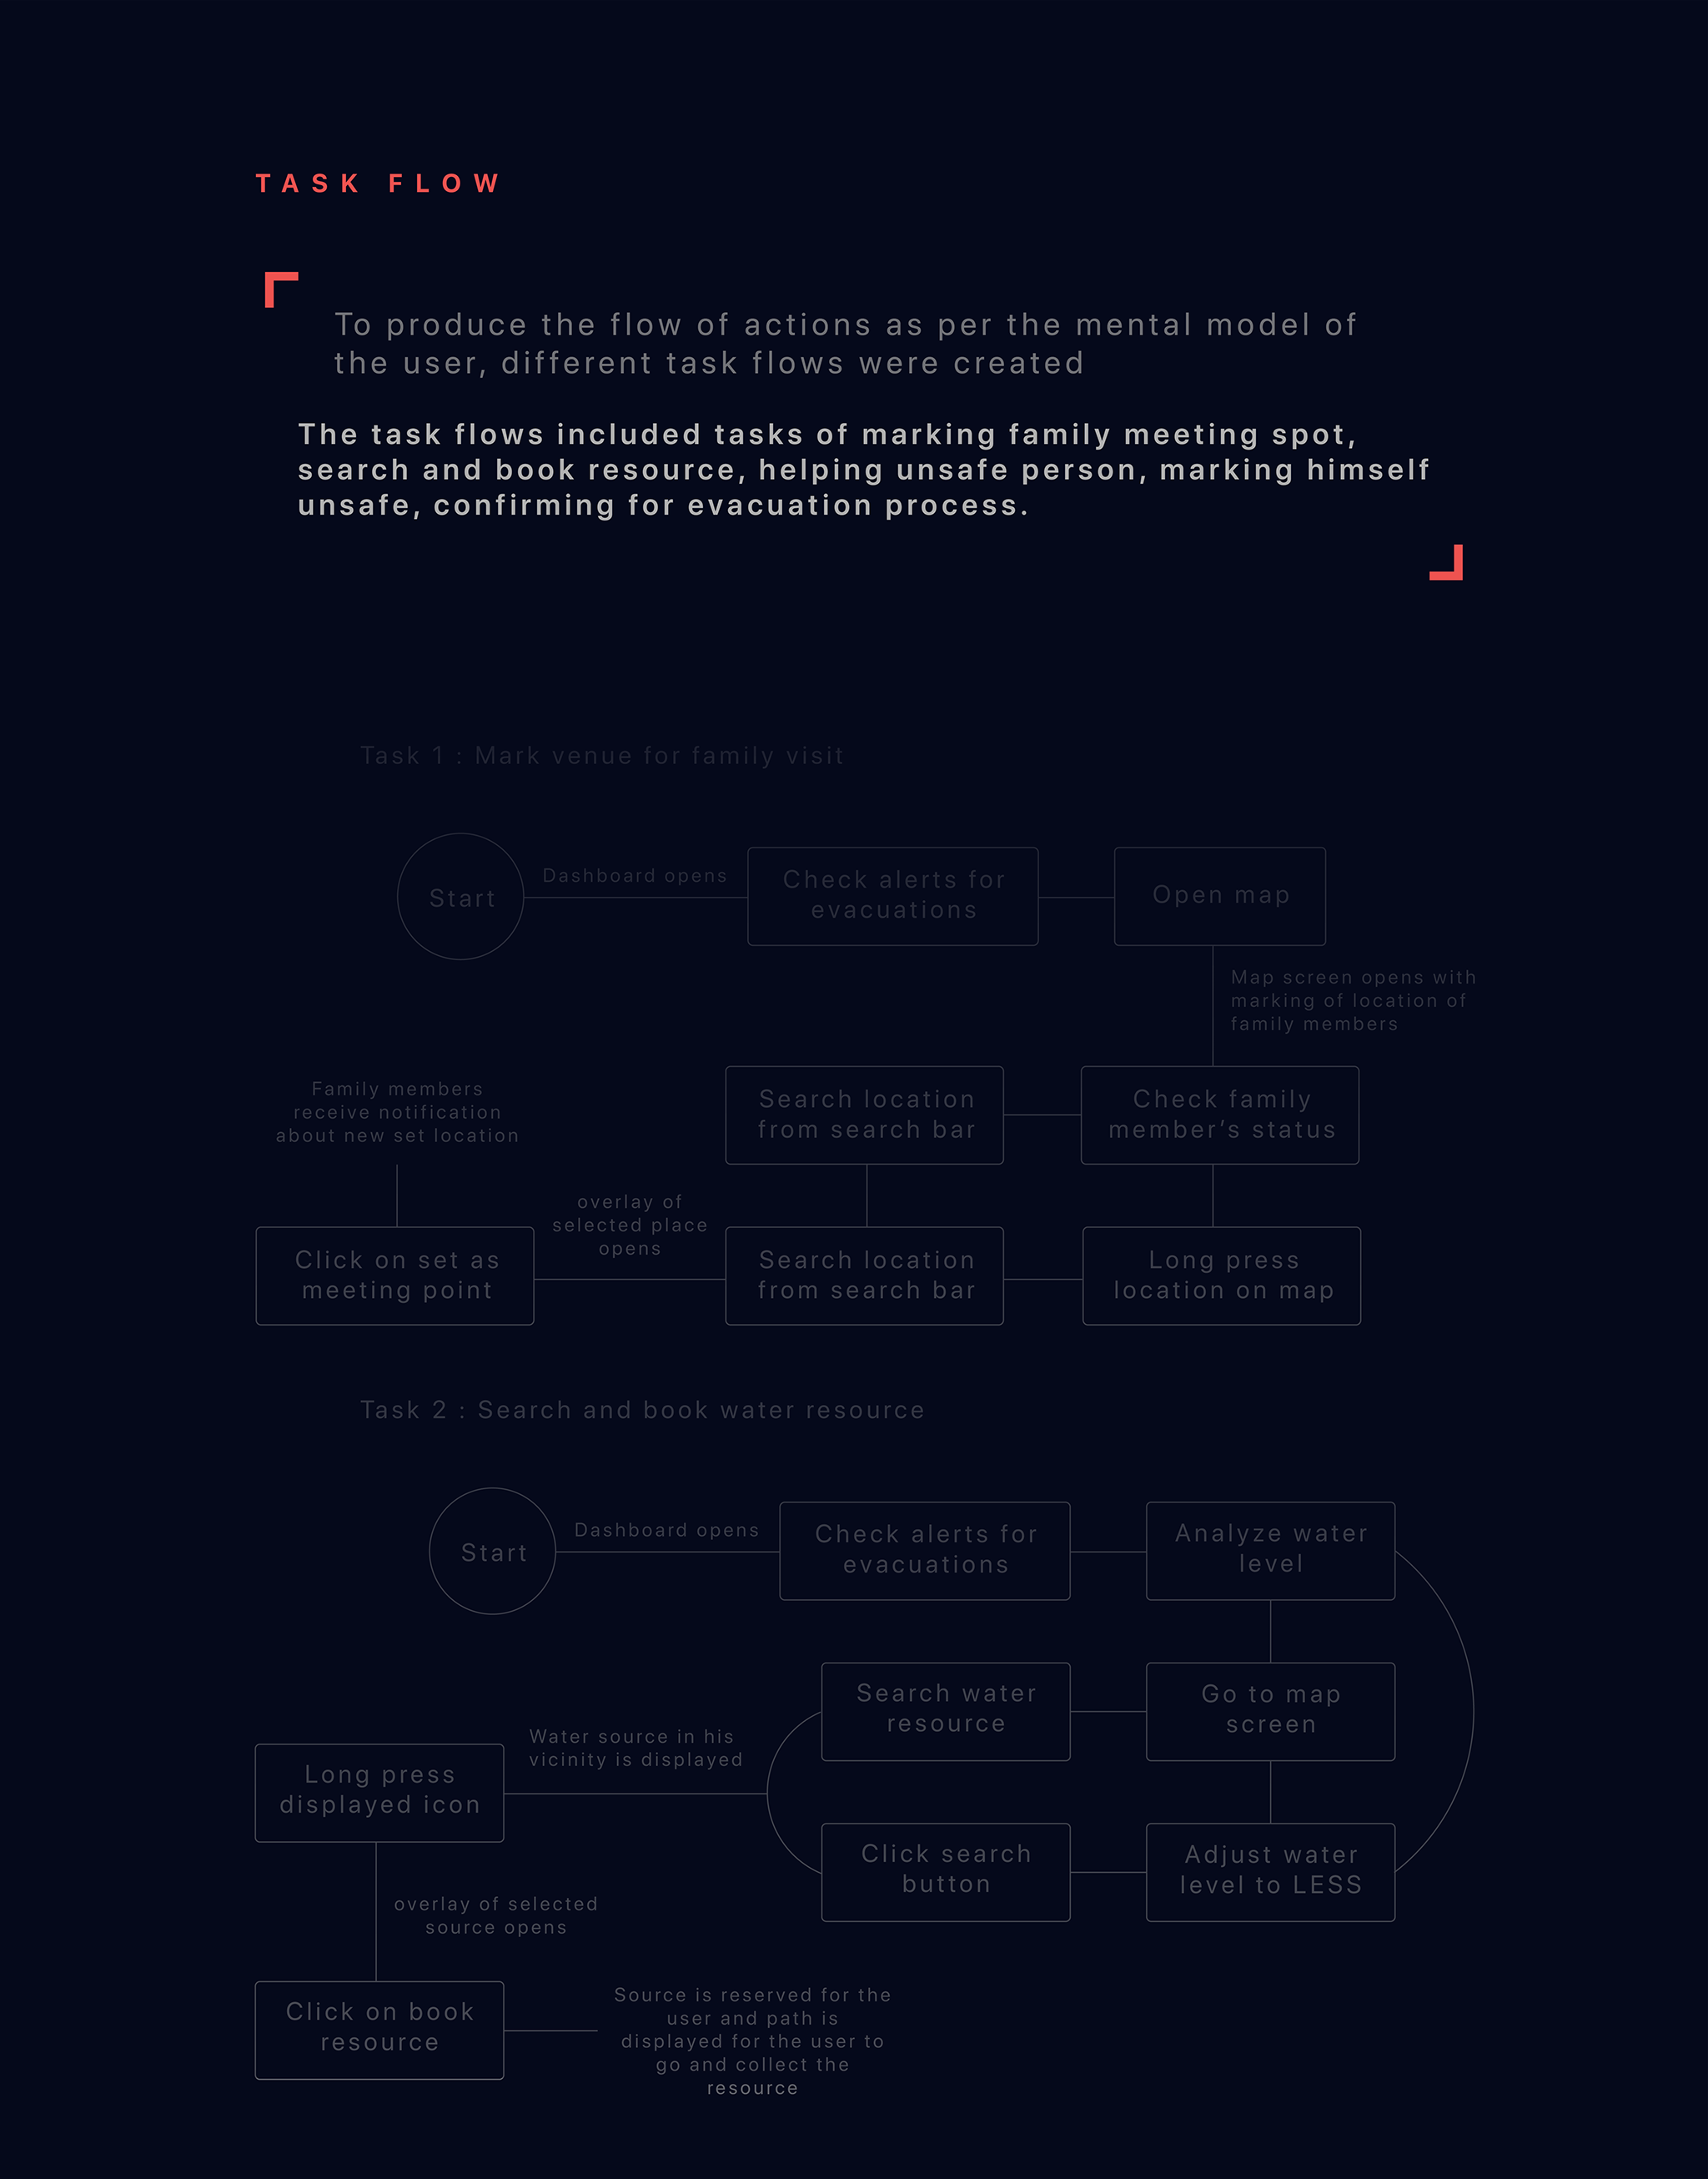 TASK FLOW
To produce the flow of actions as per the mental model of
the user, different task flows were created
The task flows included tasks of marking family meeting spot,
search and book resource, helping unsafe person, marking himself
unsafe, confirming for evacuation process.
Task 1 : Mark venue for family visit
Start
Dashboard opens
Check alerts for
evacuations
Open map
Map screen opens with
marking of location of
family members
Check family
member’s status
Search location
from search bar
Long press
location on map
Search location
from search bar
overlay of
selected place
opens
Click on set as
meeting point
Family members
receive notification
about new set location
Task 2 : Search and book water resource
Start
Dashboard opens
Check alerts for
evacuations
Analyze water
level
Go to map
screen
Search water
resource
Adjust water
level to LESS
Click search
button
Water source in his
vicinity is displayed
Long press
displayed icon
overlay of selected
source opens
Click on book
resource
Source is reserved for the
user and path is
displayed for the user to
go and collect the
resource